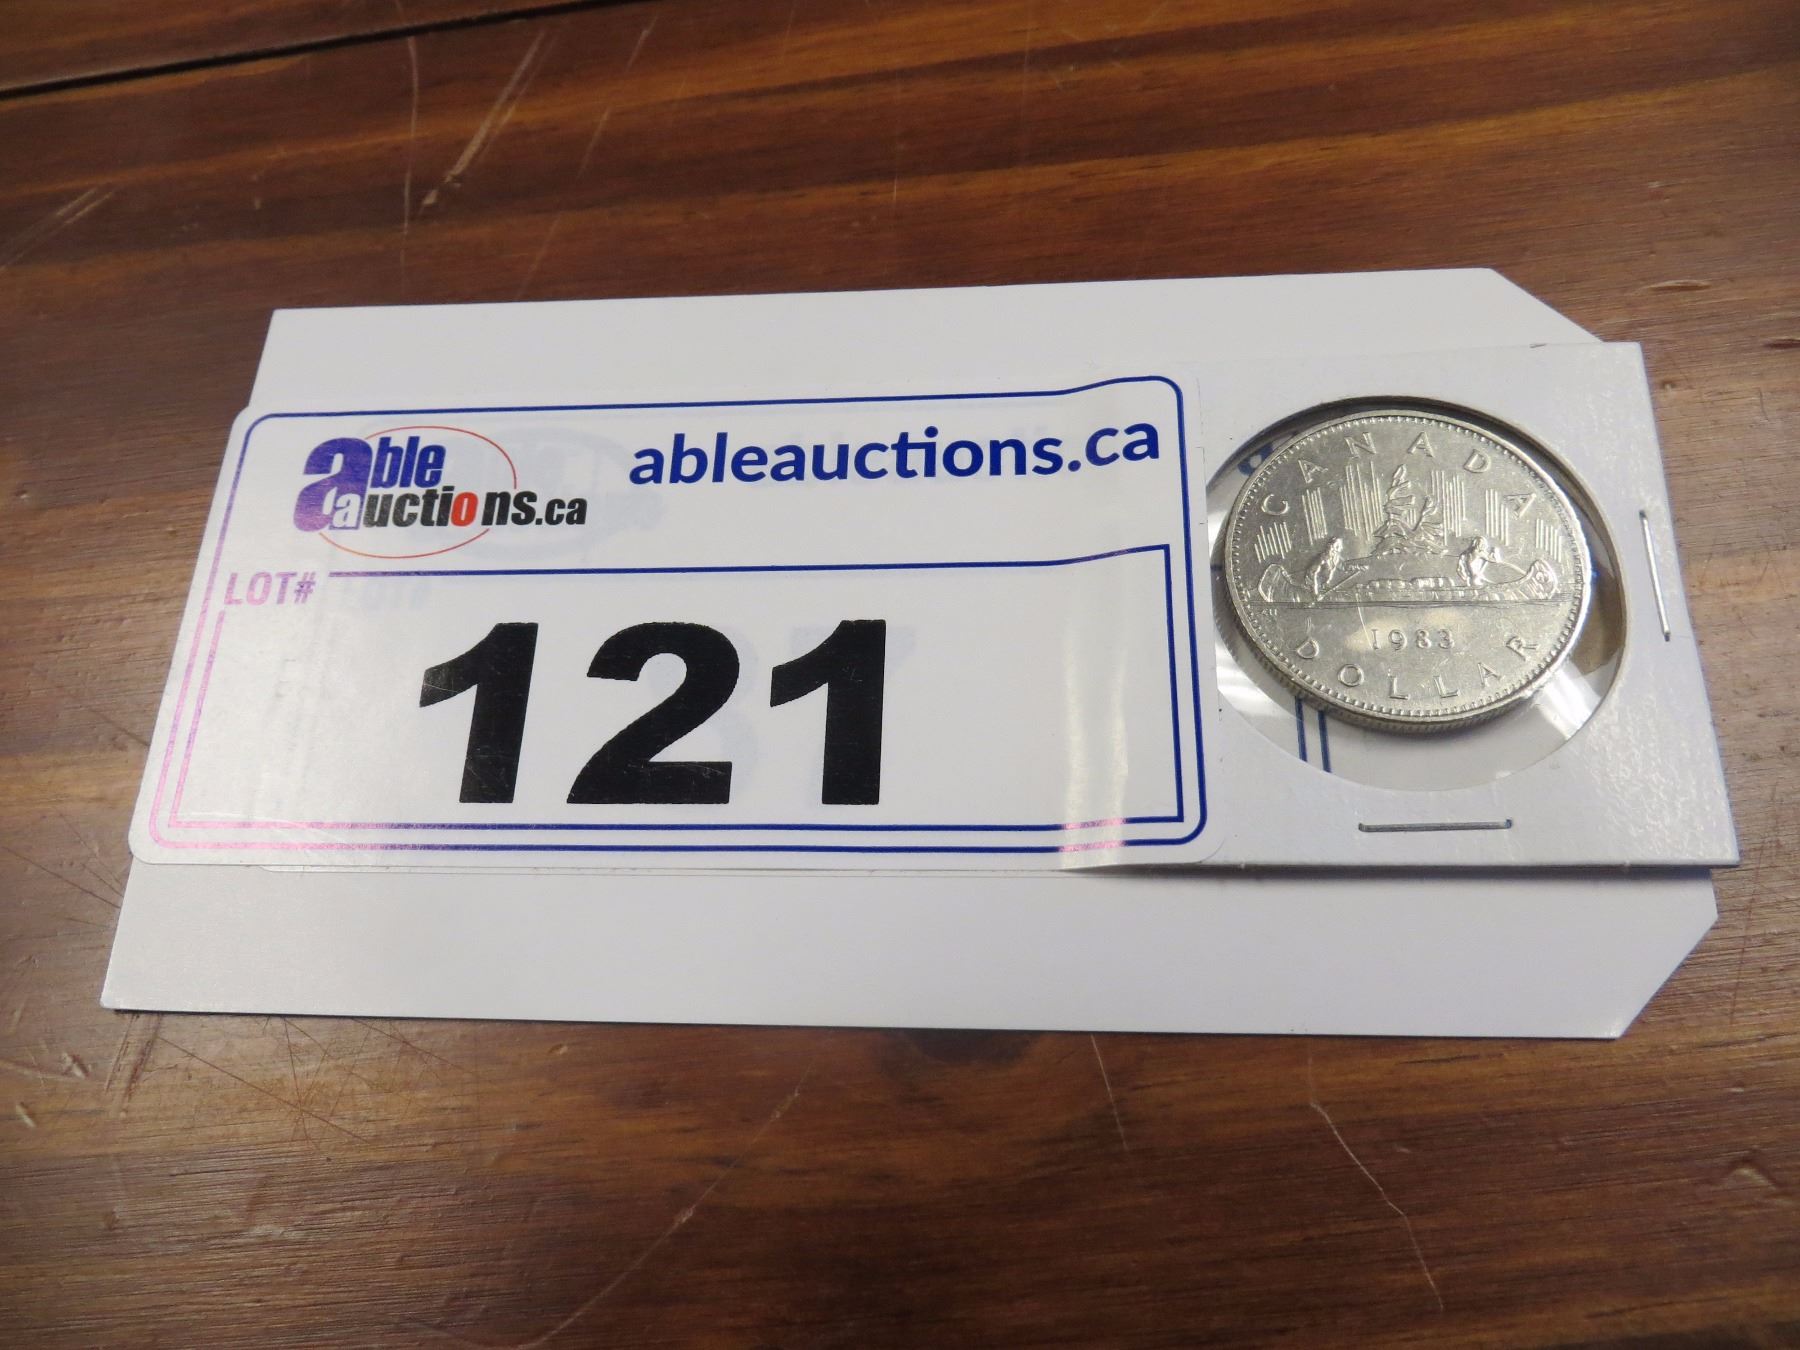 able
auctions.ca
ableauctions.ca
LOT#
121
CANADA
1983
DOLLAR